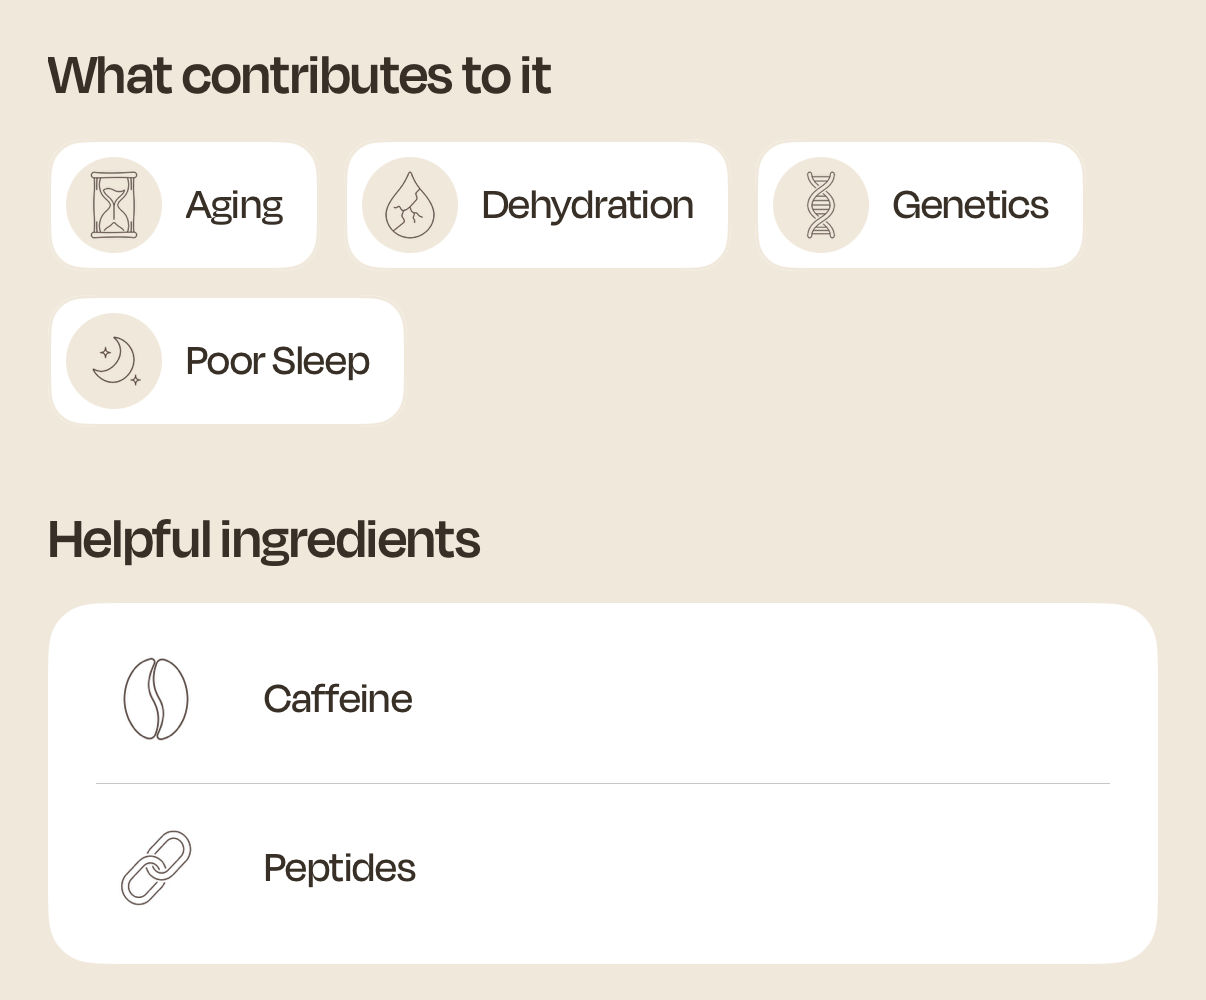 What contributes to it
Aging
Dehydration
Genetics
Poor Sleep
Helpful ingredients
Caffeine
Peptides